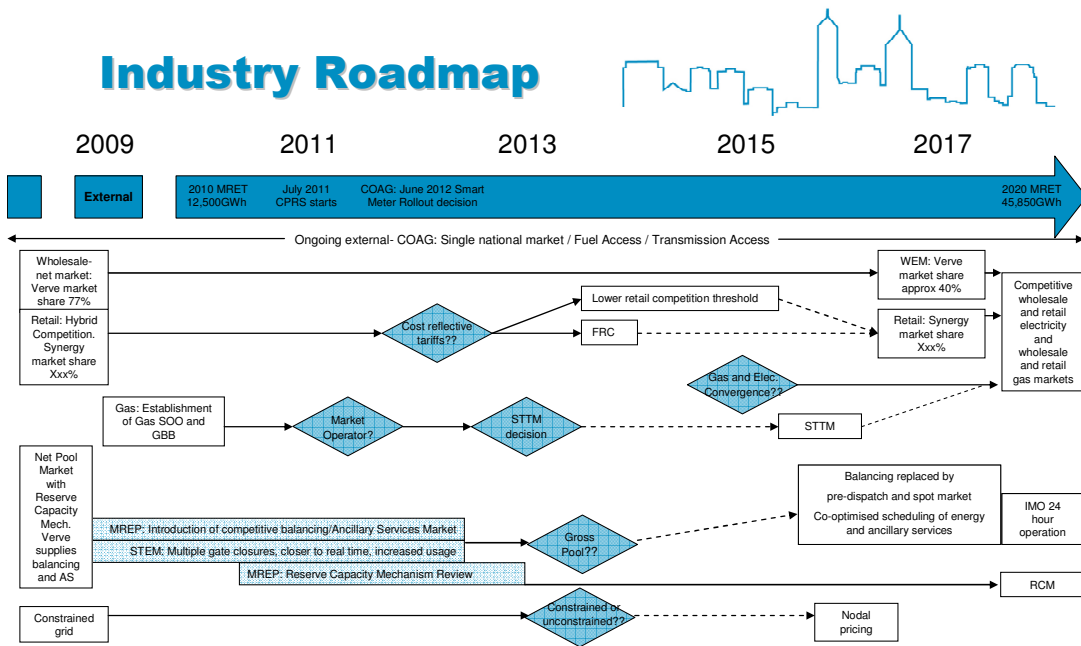 Industry Roadmap
2009
2011
2013
2015
2017
External
2010 MRET
12,500GWh
July 2011
CPRS starts
COAG: June 2012 Smart
Meter Rollout decision
2020 MRET
45,850GWh
Ongoing external- COAG: Single national market / Fuel Access / Transmission Access
Wholesale-
net market:
Verve market
share 77%
WEM: Verve
market share
approx 40%
Retail: Hybrid
Competition.
Synergy
market share
Xxx%
Cost reflective
tariffs??
Lower retail competition threshold
FRC
Retail: Synergy
market share
Xxx%
Competitive
wholesale
and retail
electricity
and
wholesale
and retail
gas markets
Gas and Elec.
Convergence??
Gas: Establishment
of Gas SOO and
GBB
Market
Operator?
STTM
decision
STTM
Net Pool
Market with
Reserve
Capacity
Mech.
Verve
supplies
balancing
and AS
MREP: Introduction of competitive balancing/Ancillary Services Market
STEM: Multiple gate closures, closer to real time, increased usage
MREP: Reserve Capacity Mechanism Review
Gross
Pool??
Balancing replaced by
pre-dispatch and spot market
Co-optimised scheduling of energy
and ancillary services
IMO 24
hour
operation
RCM
Constrained
grid
Constrained or
unconstrained??
Nodal
pricing